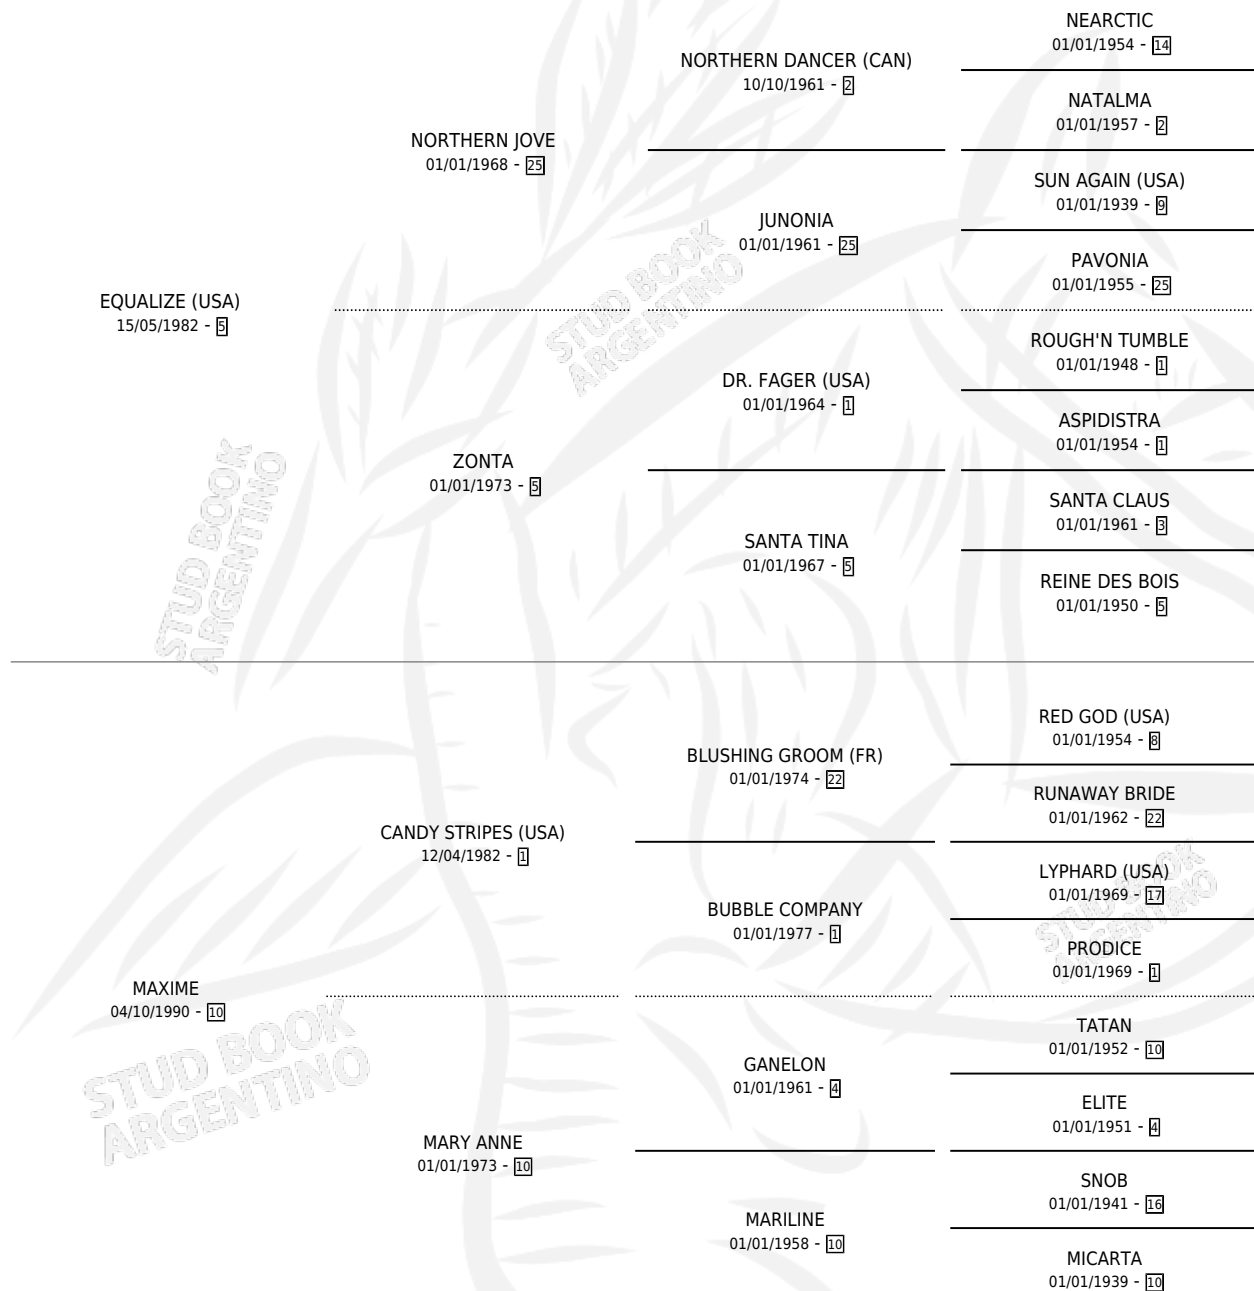 NEARCTIC
01/01/1954 - 14
NORTHERN DANCER (CAN)
10/10/1961 - 2
NATALMA
01/01/1957 - 2
NORTHERN JOVE
01/01/1968 - 25
SUN AGAIN (USA)
01/01/1939 - 9
JUNONIA
01/01/1961 - 25
PAVONIA
01/01/1955 - 25
EQUALIZE (USA)
15/05/1982 - 5
STUD BOOK
ARGENTINO
ROUGH'N TUMBLE
01/01/1948 - 1
DR. FAGER (USA)
01/01/1964 - 1
ASPIDISTRA
01/01/1954 - 1
ZONTA
01/01/1973 - 5
SANTA CLAUS
01/01/1961 - 3
SANTA TINA
01/01/1967 - 5
REINE DES BOIS
01/01/1950 - 5
STUD BOOK
ARGENTINO
RED GOD (USA)
01/01/1954 - 8
BLUSHING GROOM (FR)
01/01/1974 - 22
RUNAWAY BRIDE
01/01/1962 - 22
CANDY STRIPES (USA)
12/04/1982 - 1
LYPHARD (USA)
01/01/1969 - 17
BUBBLE COMPANY
01/01/1977 - 1
STUD BOOK
ARGENTINO
PRODICE
01/01/1969 - 1
MAXIME
04/10/1990 - 10
TATAN
01/01/1952 - 10
GANELON
01/01/1961 - 4
ELITE
01/01/1951 - 4
STUD BOOK
ARGENTINO
MARY ANNE
01/01/1973 - 10
SNOB
01/01/1941 - 16
MARILINE
01/01/1958 - 10
MICARTA
01/01/1939 - 10